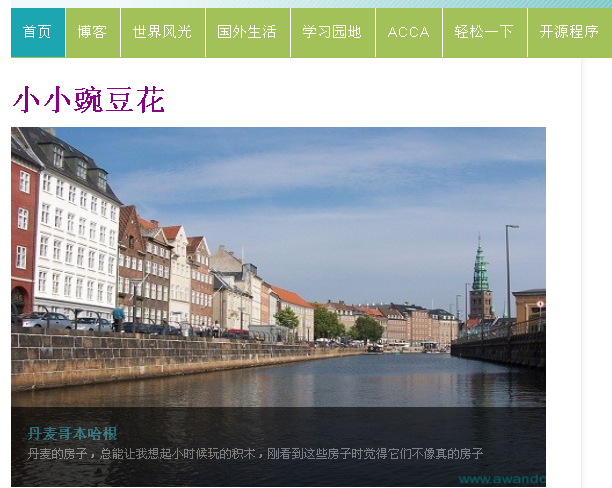 首页 博客 世界风光 国外生活 学习园地 ACCA 轻松一下 开源程序
小小豌豆花
丹麦哥本哈根
丹麦的房子，总能让我想起小时候玩的积木，刚看到这些房子时觉得它们不像真的房子